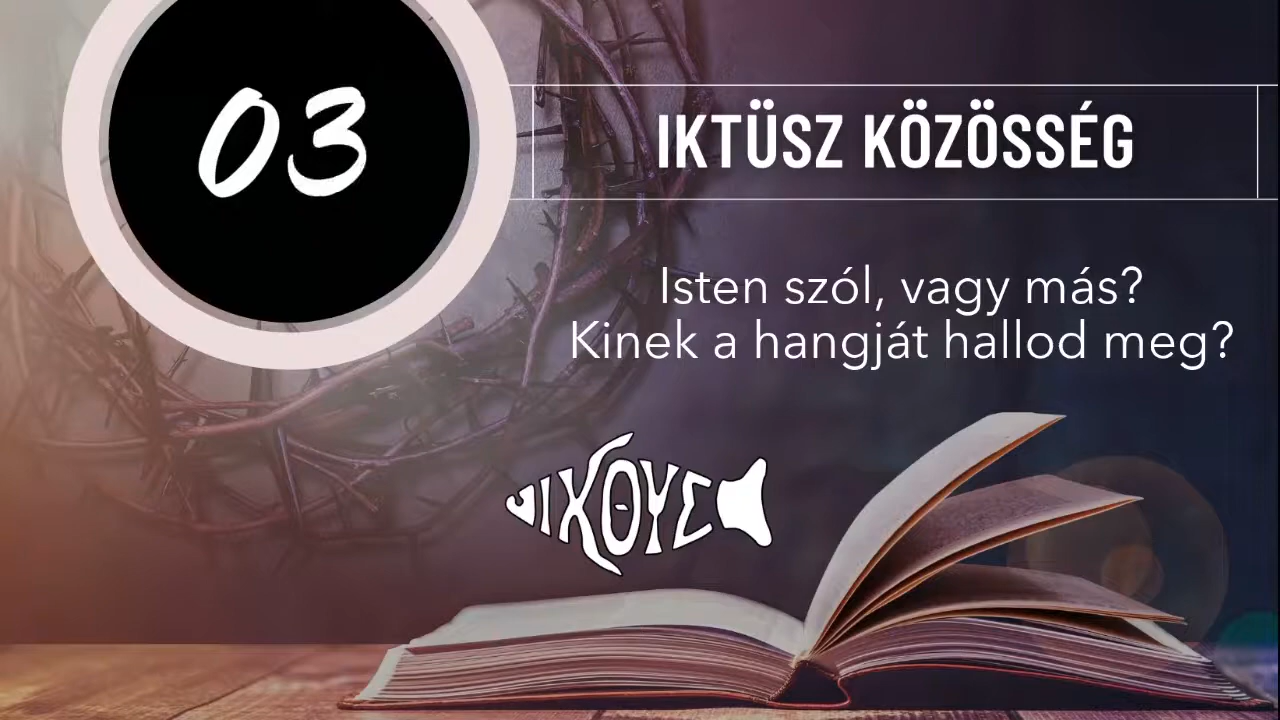 03
IKTÜSZ KÖZÖSSÉG
Isten szól, vagy más?
Kinek a hangját hallod meg?
ΙΧΘΥΣ